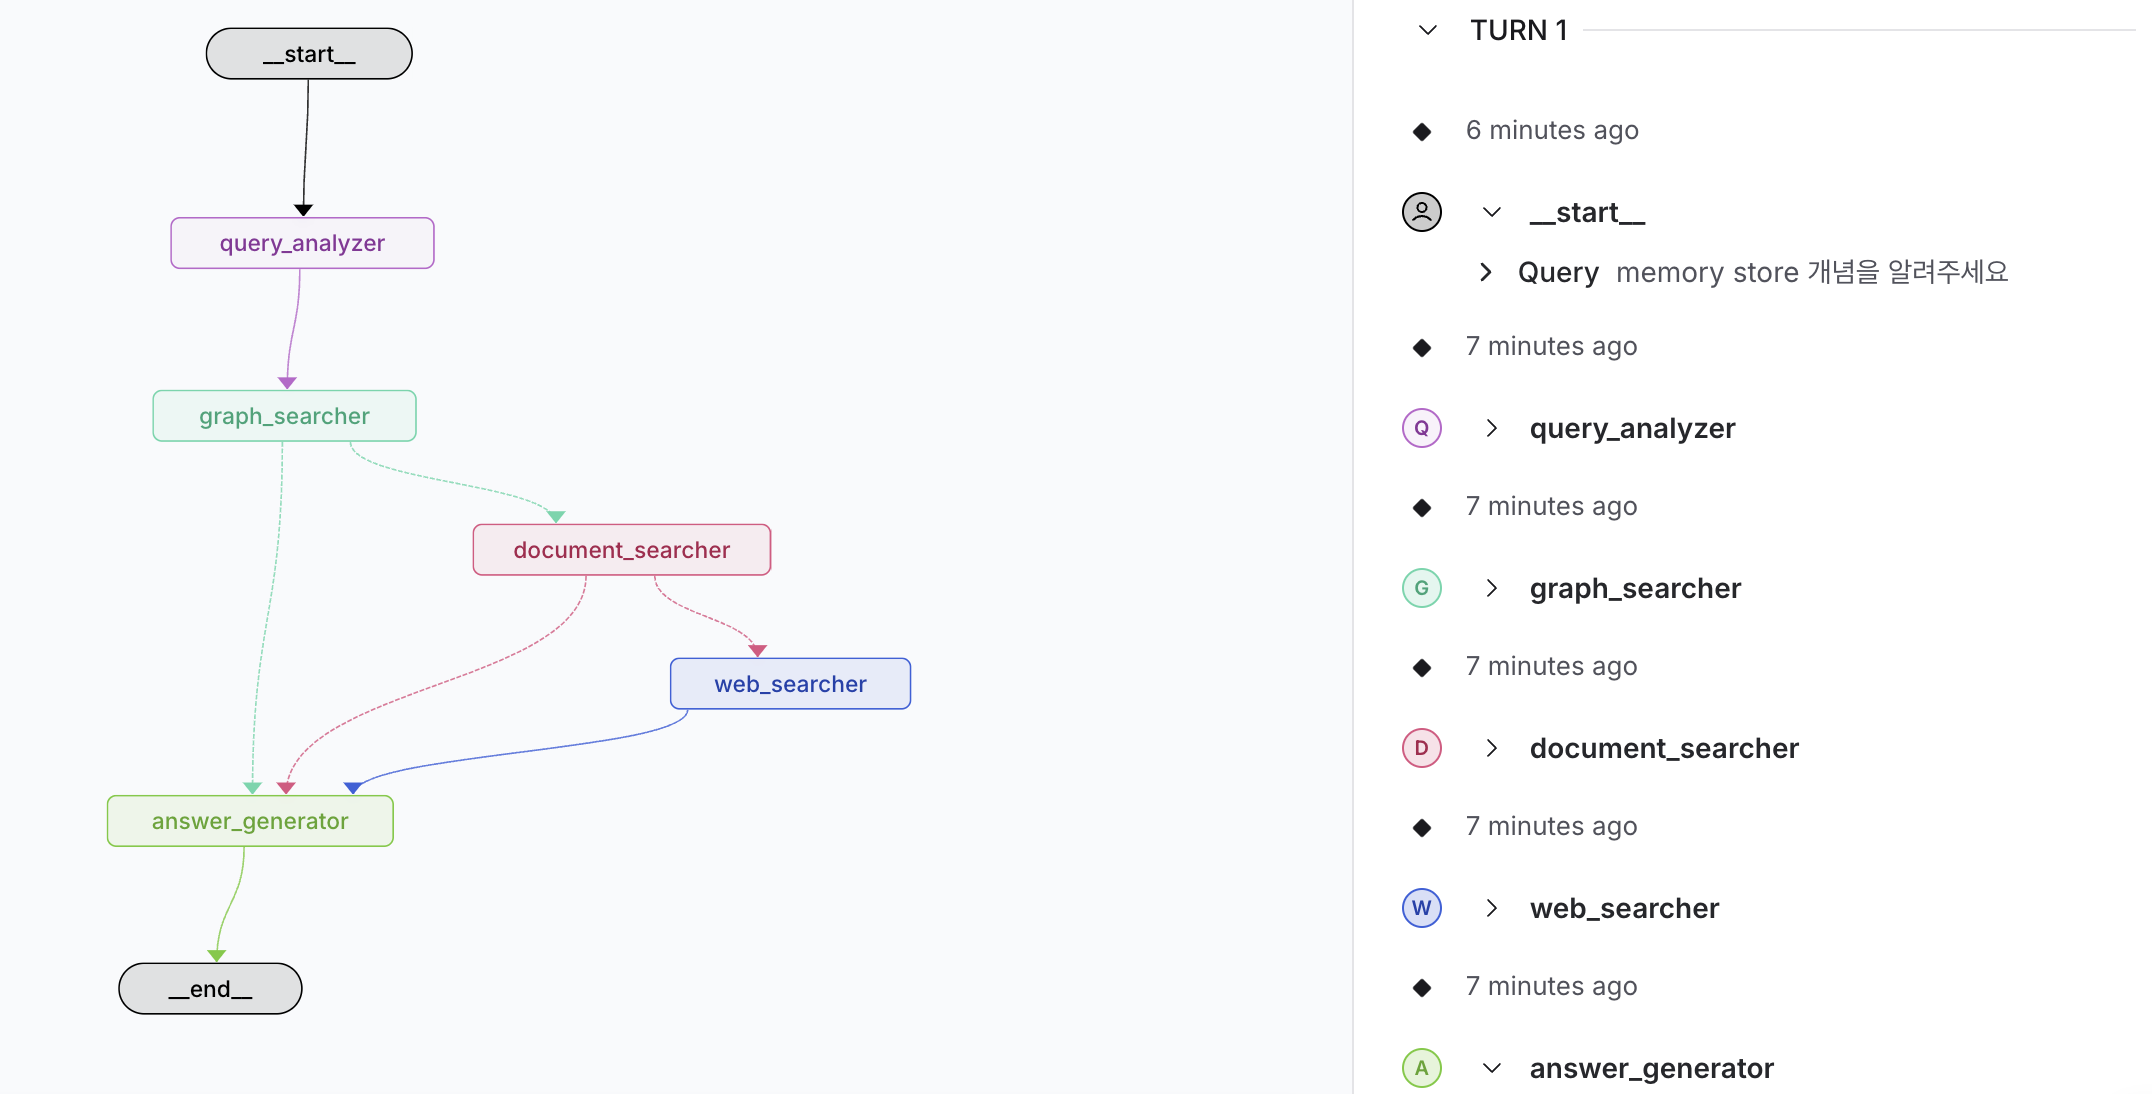 __start__
query_analyzer
graph_searcher
document_searcher
web_searcher
answer_generator
__end__
TURN 1
6 minutes ago
__start__
Query memory store 개념을 알려주세요
7 minutes ago
Q query_analyzer
7 minutes ago
G graph_searcher
7 minutes ago
D document_searcher
7 minutes ago
W web_searcher
7 minutes ago
A answer_generator